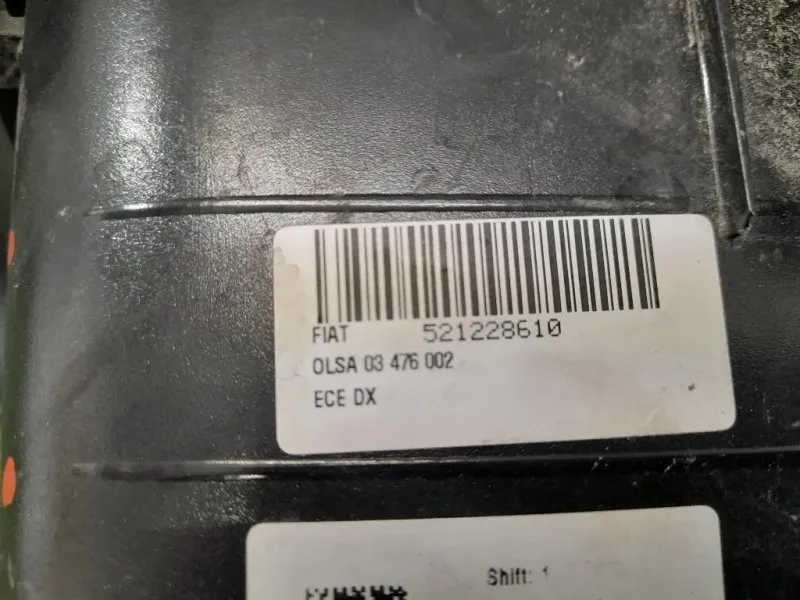 FIAT 521228610
OLSA 03 476 002
ECE DX
Shift: 1